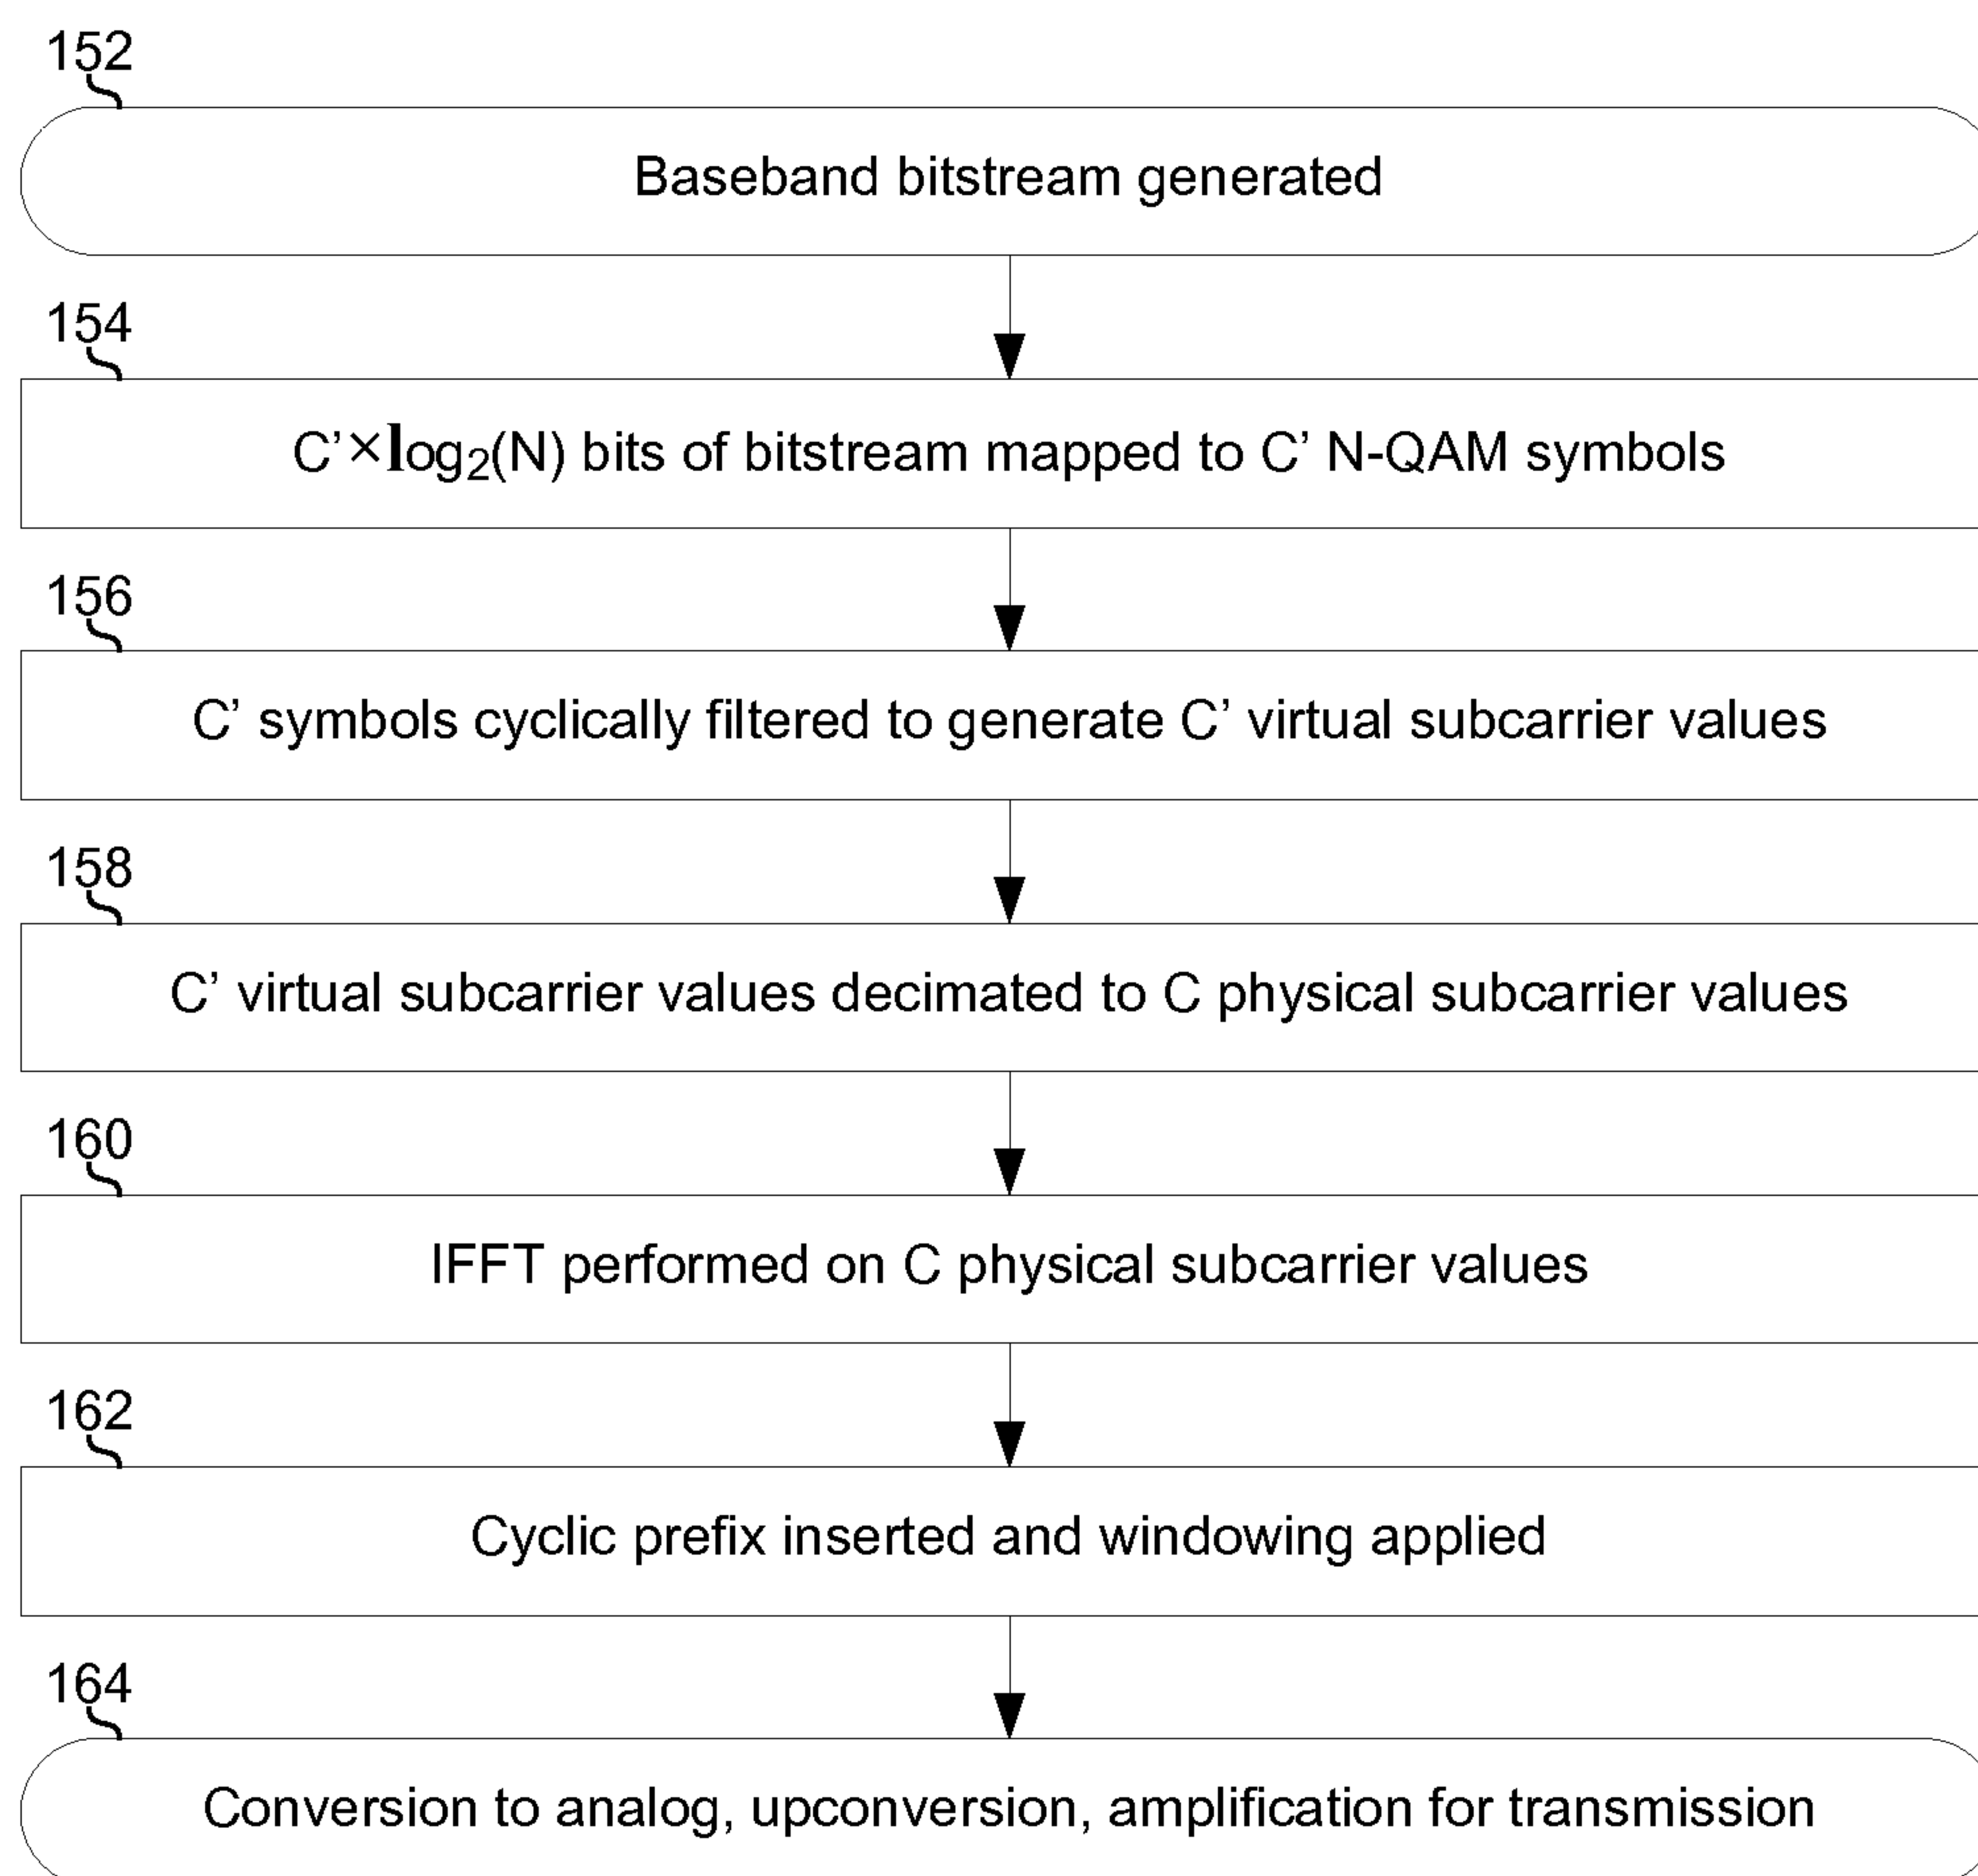 152
Baseband bitstream generated
154
C’×log₂(N) bits of bitstream mapped to C’ N-QAM symbols
156
C’ symbols cyclically filtered to generate C’ virtual subcarrier values
158
C’ virtual subcarrier values decimated to C physical subcarrier values
160
IFFT performed on C physical subcarrier values
162
Cyclic prefix inserted and windowing applied
164
Conversion to analog, upconversion, amplification for transmission